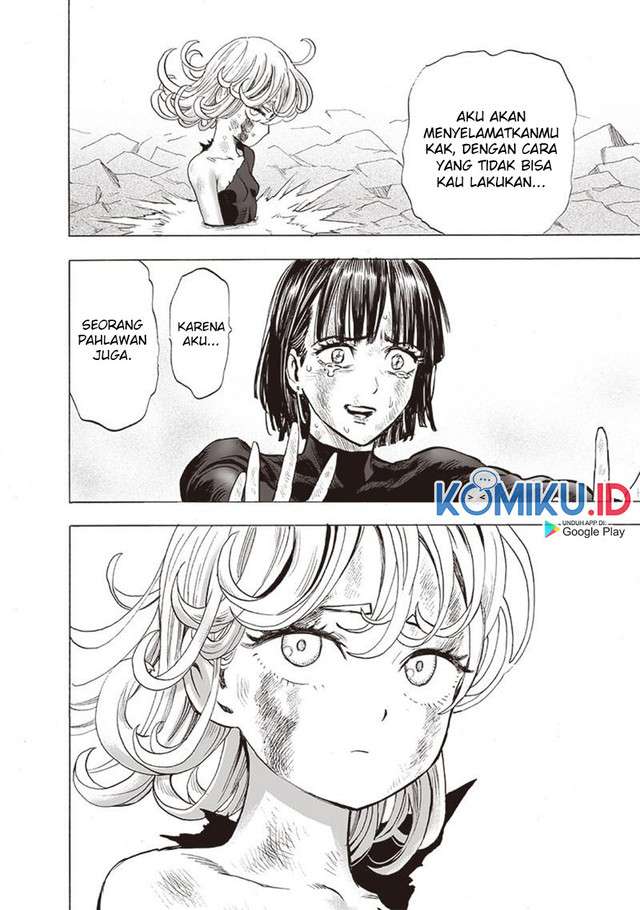 AKU AKAN
MENYELAMATKANMU
KAK, DENGAN CARA
YANG TIDAK BISA
KAU LAKUKAN...
KARENA
AKU...
SEORANG
PAHLAWAN
JUGA.
KOMIKU.ID
UNDUH APP DI:
Google Play